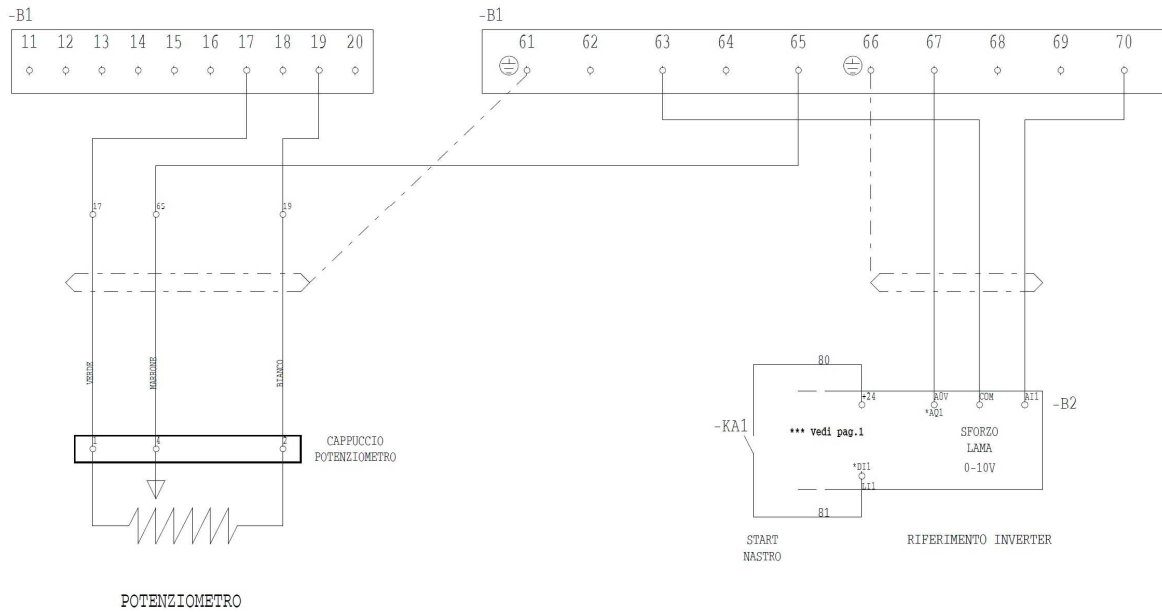 -B1
11 12 13 14 15 16 17 18 19 20
-B1
61 62 63 64 65 66 67 68 69 70
17
65
19
VERDE
MARRONE
BIANCO
1
4
2
CAPPUCCIO
POTENZIOMETRO
POTENZIOMETRO
80
-KA1
+24
A0V
COM
AI1
-B2
*AQ1
*** Vedi pag.1
SFORZO
LAMA
0-10V
*DI1
LI1
81
START
NASTRO
RIFERIMENTO INVERTER